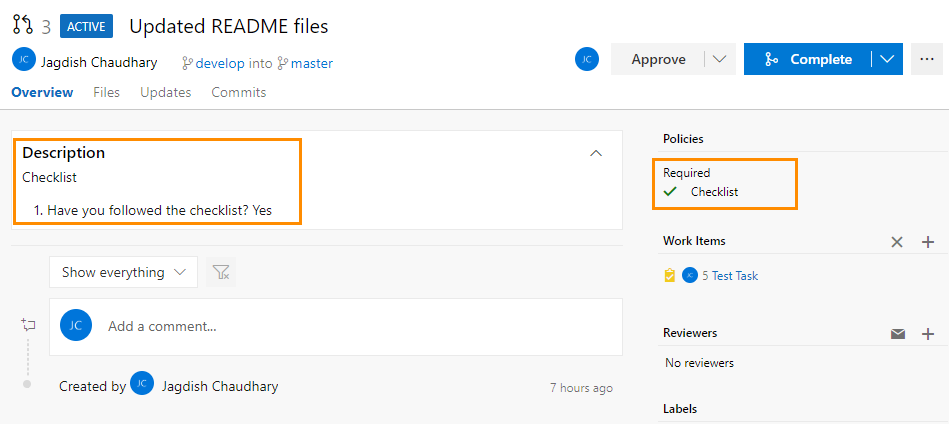 3 ACTIVE Updated README files
JC Jagdish Chaudhary develop into master JC Approve Complete ...
Overview Files Updates Commits
Description
Checklist
1. Have you followed the checklist? Yes
Show everything
JC Add a comment...
Created by JC Jagdish Chaudhary 7 hours ago
Policies
Required
Checklist
Work Items
JC 5 Test Task
Reviewers
No reviewers
Labels